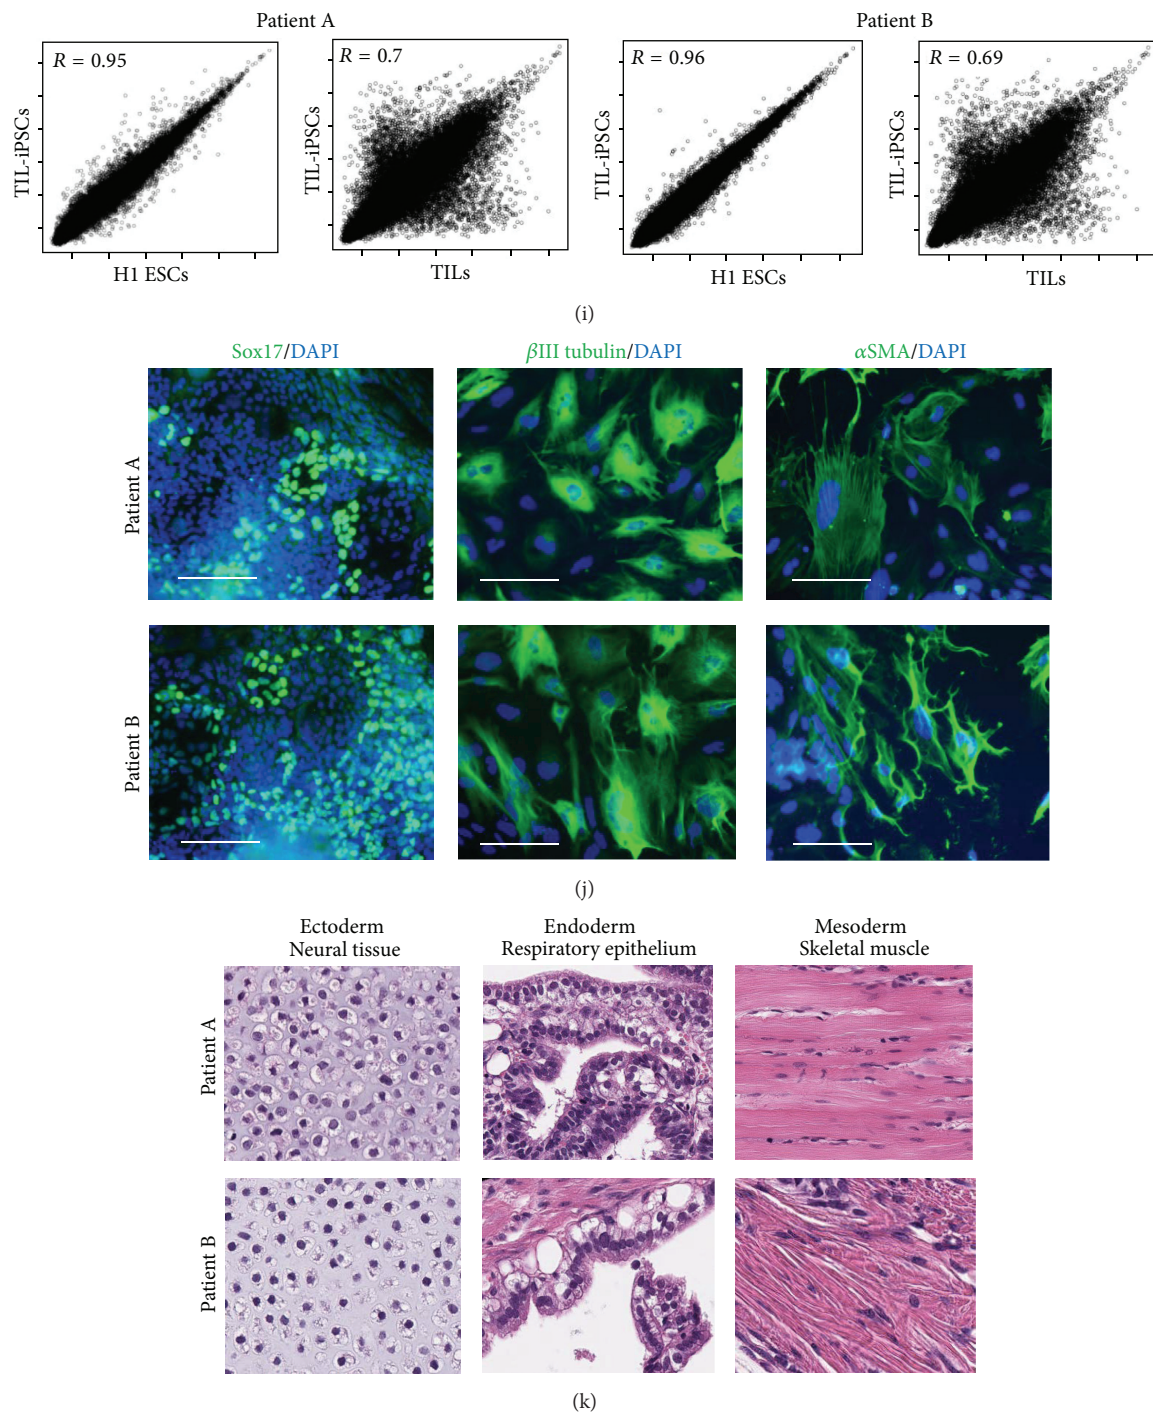 Patient A
Patient B
R = 0.95
R = 0.7
R = 0.96
R = 0.69
TIL-iPSCs
TIL-iPSCs
TIL-iPSCs
TIL-iPSCs
H1 ESCs
TILs
H1 ESCs
TILs
(i)
Sox17/DAPI
βIII tubulin/DAPI
αSMA/DAPI
Patient A
Patient B
(j)
Ectoderm
Neural tissue
Endoderm
Respiratory epithelium
Mesoderm
Skeletal muscle
Patient A
Patient B
(k)